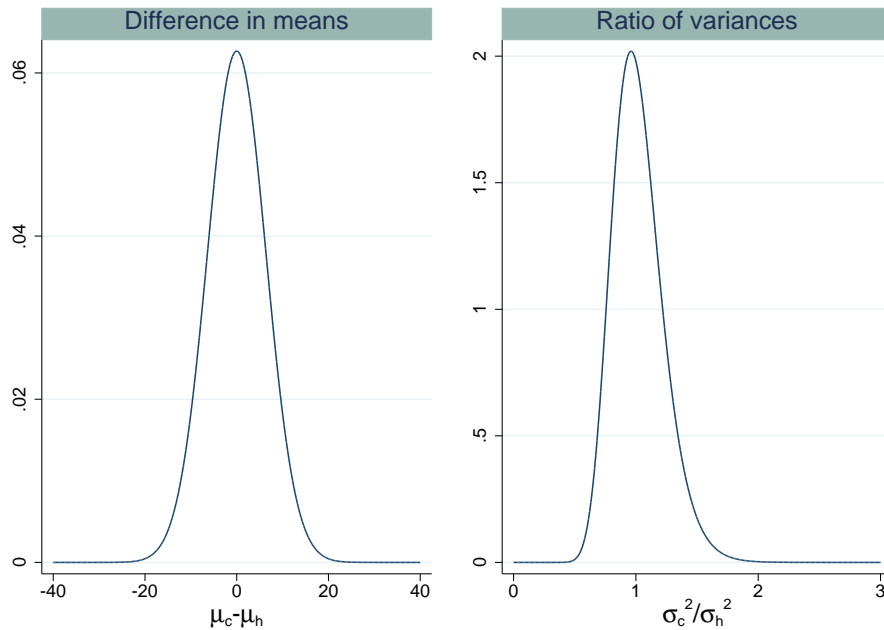 Difference in means
.06
.04
.02
0
-40 -20 0 20 40
μc-μh
Ratio of variances
2
1.5
1
.5
0
0 1 2 3
σc²/σh²